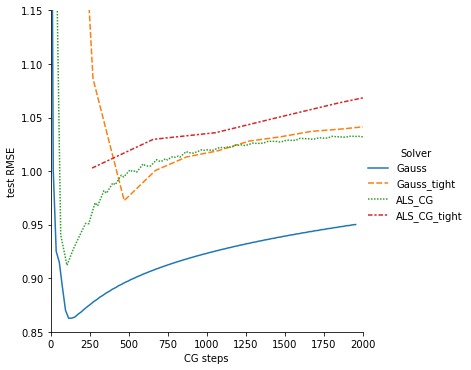 1.15
1.10
1.05
1.00
0.95
0.90
0.85
test RMSE
0 250 500 750 1000 1250 1500 1750 2000
CG steps
Solver
Gauss
Gauss_tight
ALS_CG
ALS_CG_tight